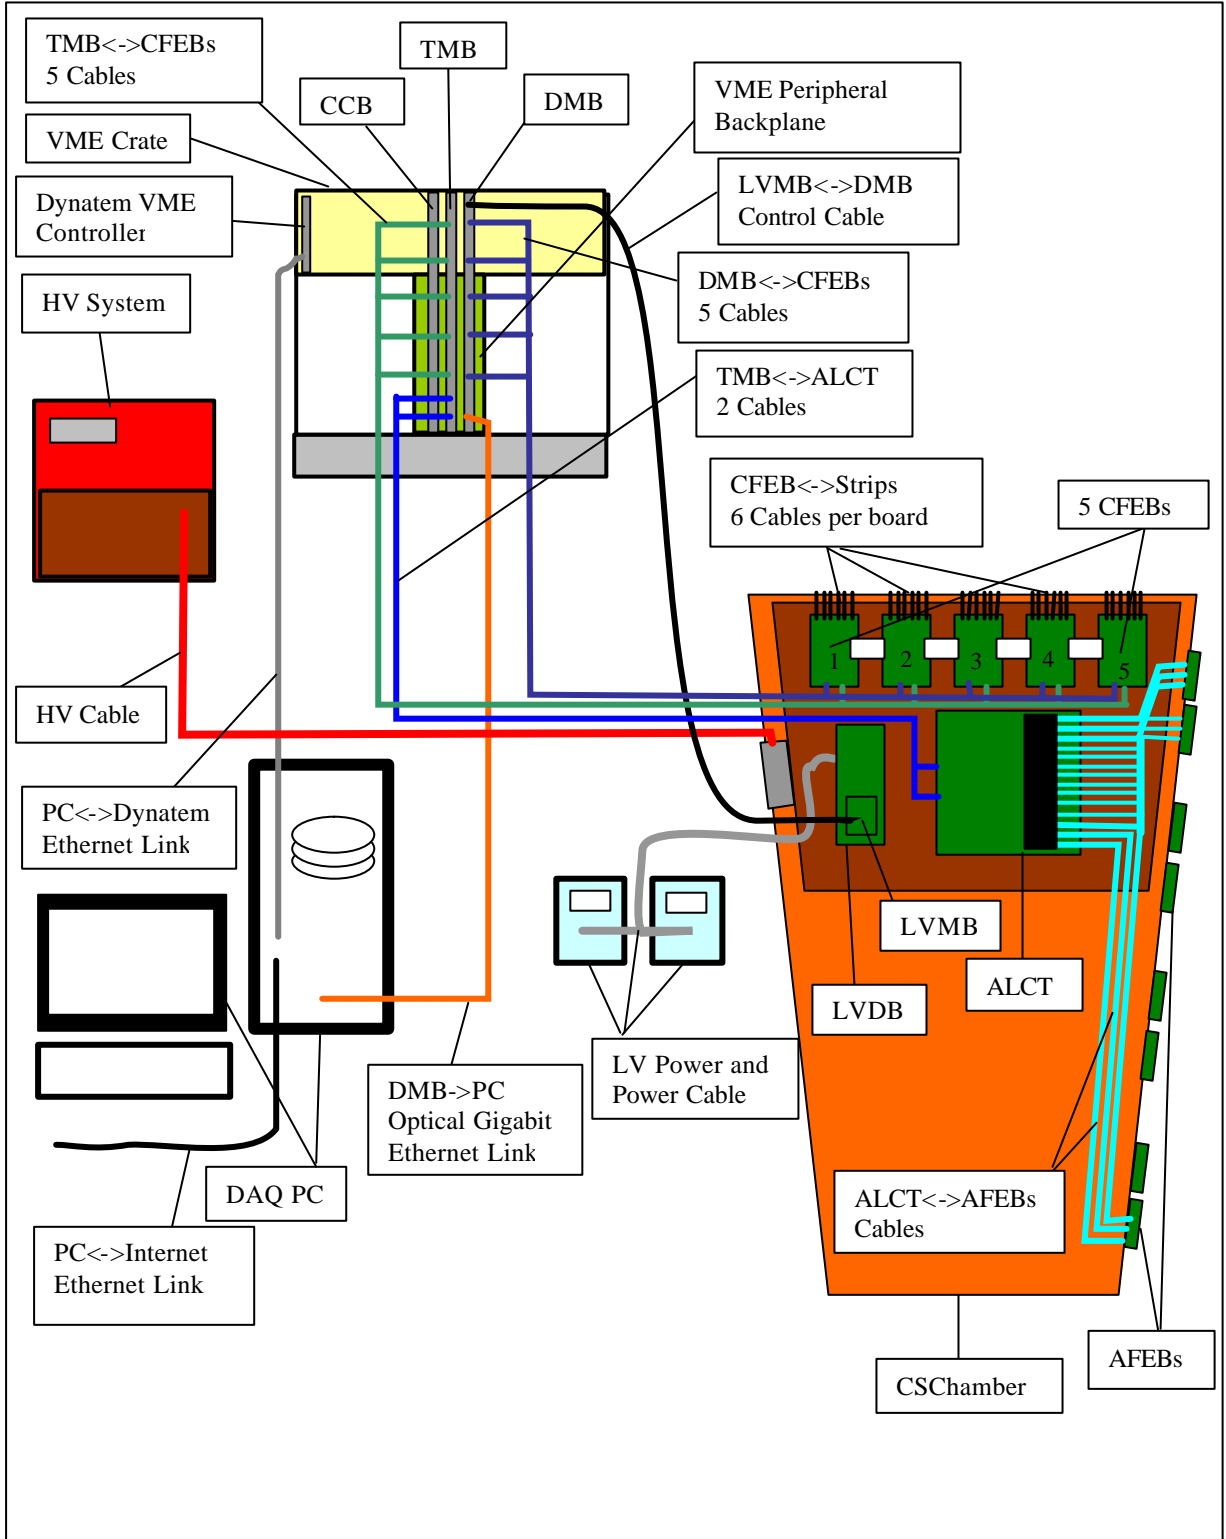 TMB<->CFEBs
5 Cables
TMB
CCB
DMB
VME Peripheral
Backplane
VME Crate
LVMB<->DMB
Control Cable
Dynatem VME
Controller
DMB<->CFEBs
5 Cables
HV System
TMB<->ALCT
2 Cables
CFEB<->Strips
6 Cables per board
5 CFEBs
1
2
3
4
5
HV Cable
PC<->Dynatem
Ethernet Link
LVMB
ALCT
LVDB
LV Power and
Power Cable
DMB->PC
Optical Gigabit
Ethernet Link
DAQ PC
ALCT<->AFEBs
Cables
PC<->Internet
Ethernet Link
AFEBs
CSChamber